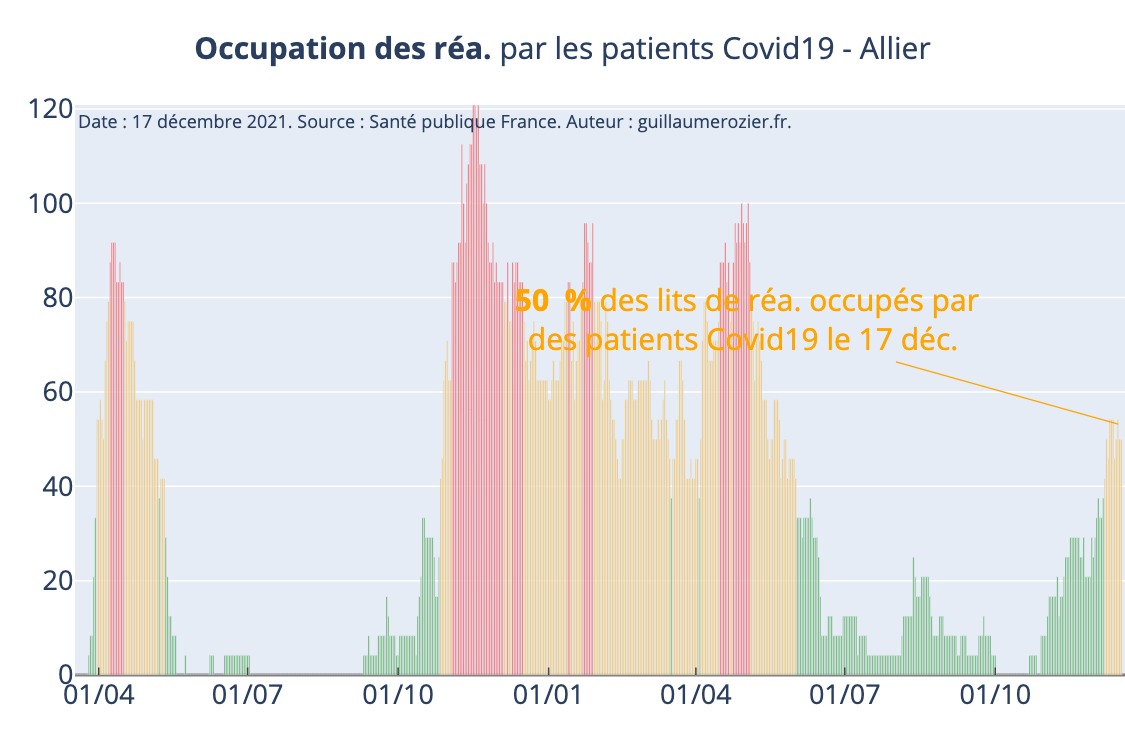 Occupation des réa. par les patients Covid19 - Allier
120
Date : 17 décembre 2021. Source : Santé publique France. Auteur : guillaumerozier.fr.
100
80
50 % des lits de réa. occupés par
des patients Covid19 le 17 déc.
60
40
20
0
01/04 01/07 01/10 01/01 01/04 01/07 01/10